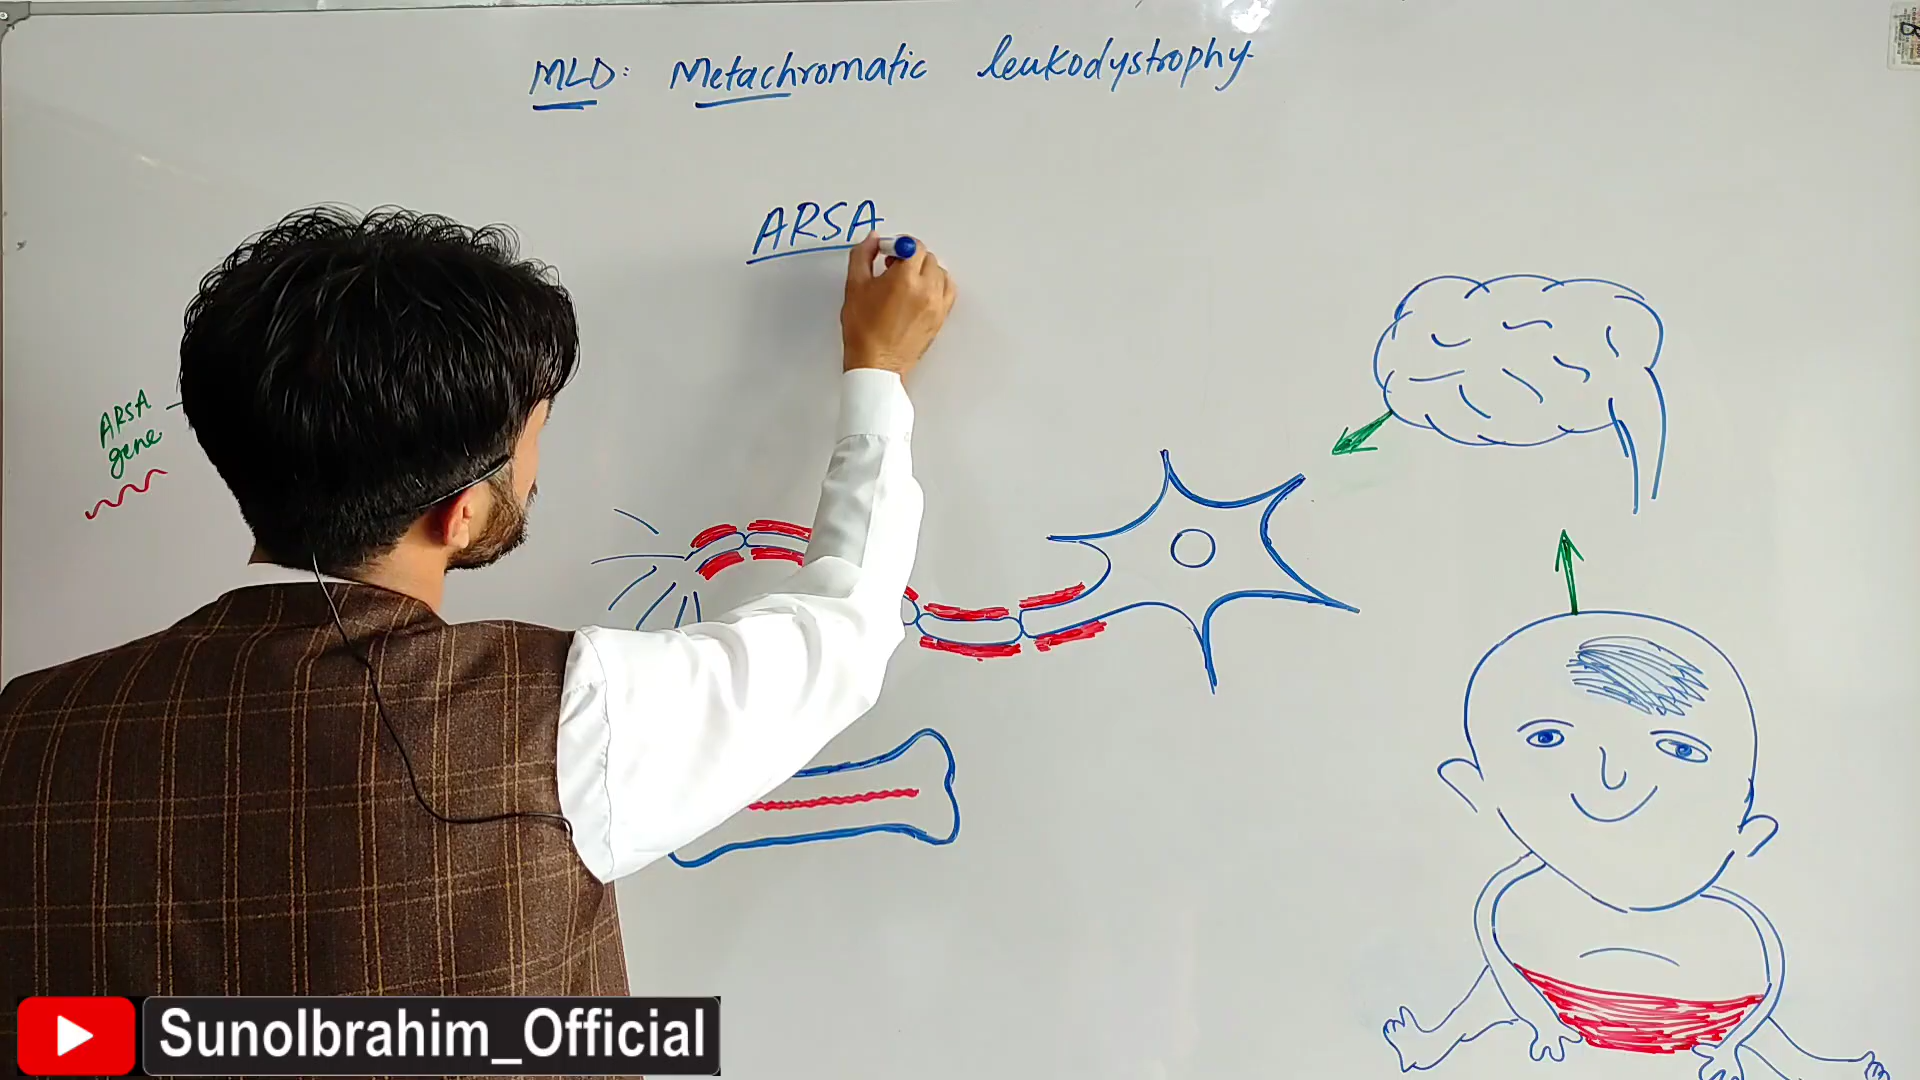 MLD: Metachromatic leukodystrophy.
ARSA
ARSA
gene
SunoIbrahim_Official